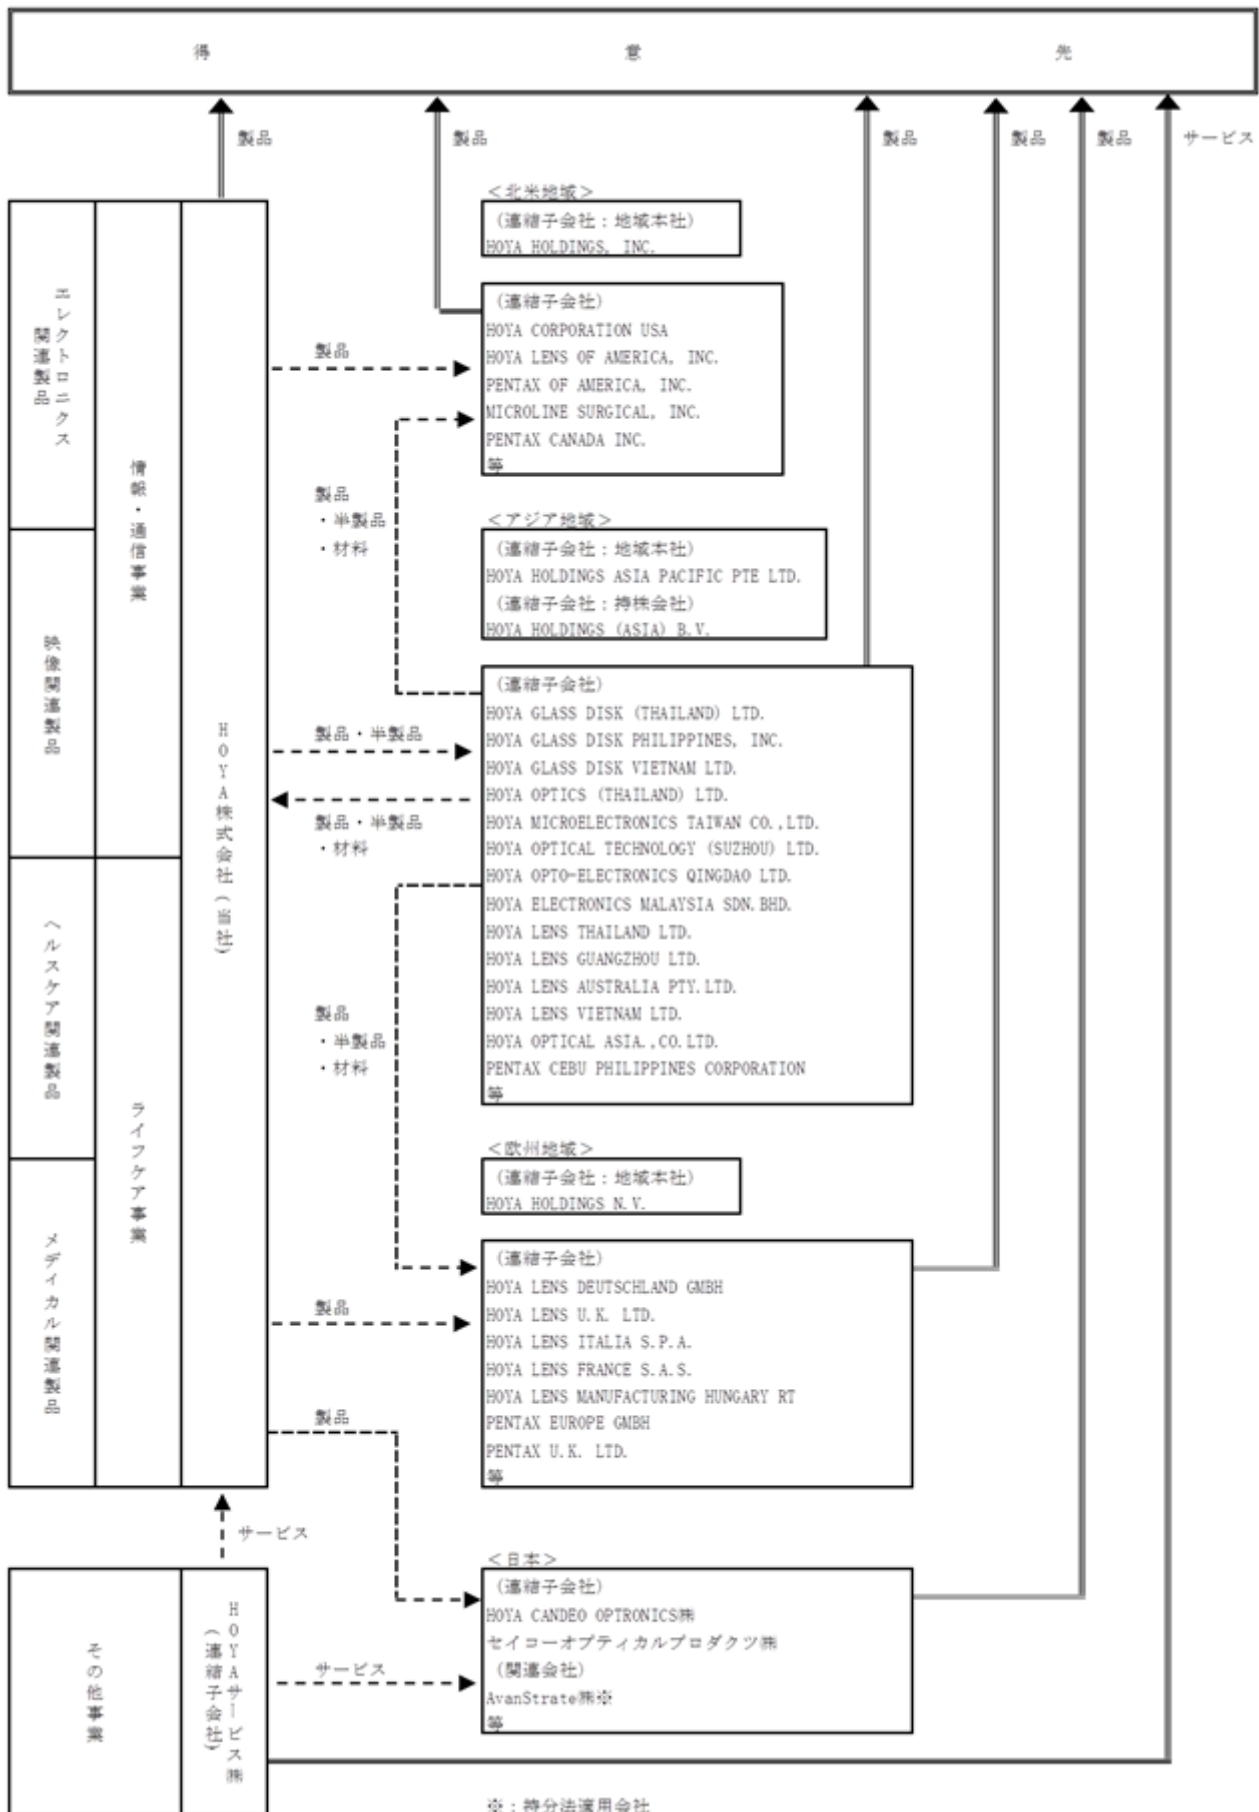 得意先
製品
製品
製品
製品
製品
サービス
エレクトロニクス
関連製品
映像関連製品
ヘルスケア関連製品
メディカル関連製品
情報・通信事業
ライフケア事業
HOYA株式会社(当社)
<北米地域>
(連結子会社:地域本社)
HOYA HOLDINGS, INC.
(連結子会社)
HOYA CORPORATION USA
HOYA LENS OF AMERICA, INC.
PENTAX OF AMERICA, INC.
MICROLINE SURGICAL, INC.
PENTAX CANADA INC.
等
製品
製品
・半製品
・材料
<アジア地域>
(連結子会社:地域本社)
HOYA HOLDINGS ASIA PACIFIC PTE LTD.
(連結子会社:持株会社)
HOYA HOLDINGS (ASIA) B.V.
(連結子会社)
HOYA GLASS DISK (THAILAND) LTD.
HOYA GLASS DISK PHILIPPINES, INC.
HOYA GLASS DISK VIETNAM LTD.
HOYA OPTICS (THAILAND) LTD.
HOYA MICROELECTRONICS TAIWAN CO.,LTD.
HOYA OPTICAL TECHNOLOGY (SUZHOU) LTD.
HOYA OPTO-ELECTRONICS QINGDAO LTD.
HOYA ELECTRONICS MALAYSIA SDN.BHD.
HOYA LENS THAILAND LTD.
HOYA LENS GUANGZHOU LTD.
HOYA LENS AUSTRALIA PTY.LTD.
HOYA LENS VIETNAM LTD.
HOYA OPTICAL ASIA.,CO.LTD.
PENTAX CEBU PHILIPPINES CORPORATION
等
製品・半製品
製品・半製品
・材料
製品
・半製品
・材料
<欧州地域>
(連結子会社:地域本社)
HOYA HOLDINGS N.V.
(連結子会社)
HOYA LENS DEUTSCHLAND GMBH
HOYA LENS U.K. LTD.
HOYA LENS ITALIA S.P.A.
HOYA LENS FRANCE S.A.S.
HOYA LENS MANUFACTURING HUNGARY RT
PENTAX EUROPE GMBH
PENTAX U.K. LTD.
等
製品
製品
サービス
<日本>
(連結子会社)
HOYA CANDEO OPTRONICS㈱
セイコーオプティカルプロダクツ㈱
(関連会社)
AvanStrate㈱※
等
サービス
その他事業
HOYAサービス㈱
(連結子会社)
※:持分法適用会社